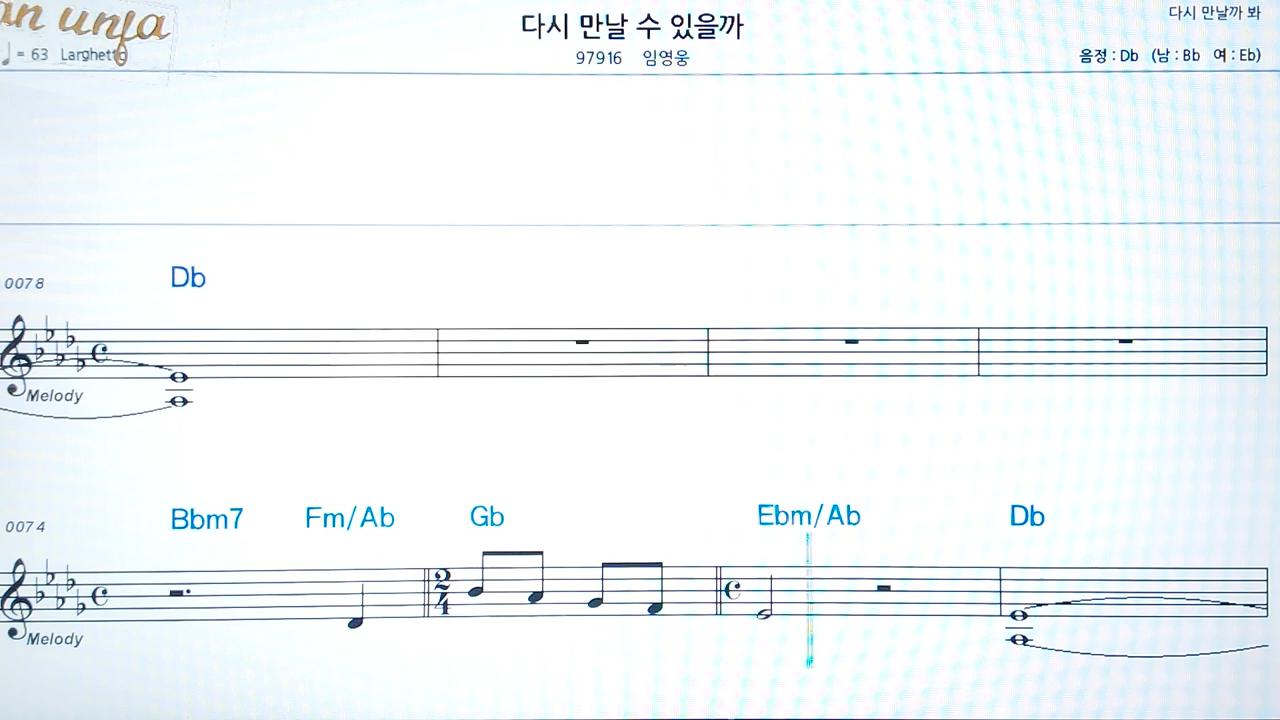 다시 만날 수 있을까
다시 만날까 봐
♩= 63 Larghetto
97916 임영웅
음정 : Db (남 : Bb 여 : Eb)
0078
Db
Melody
0074
Bbm7 Fm/Ab Gb Ebm/Ab Db
2
4
Melody